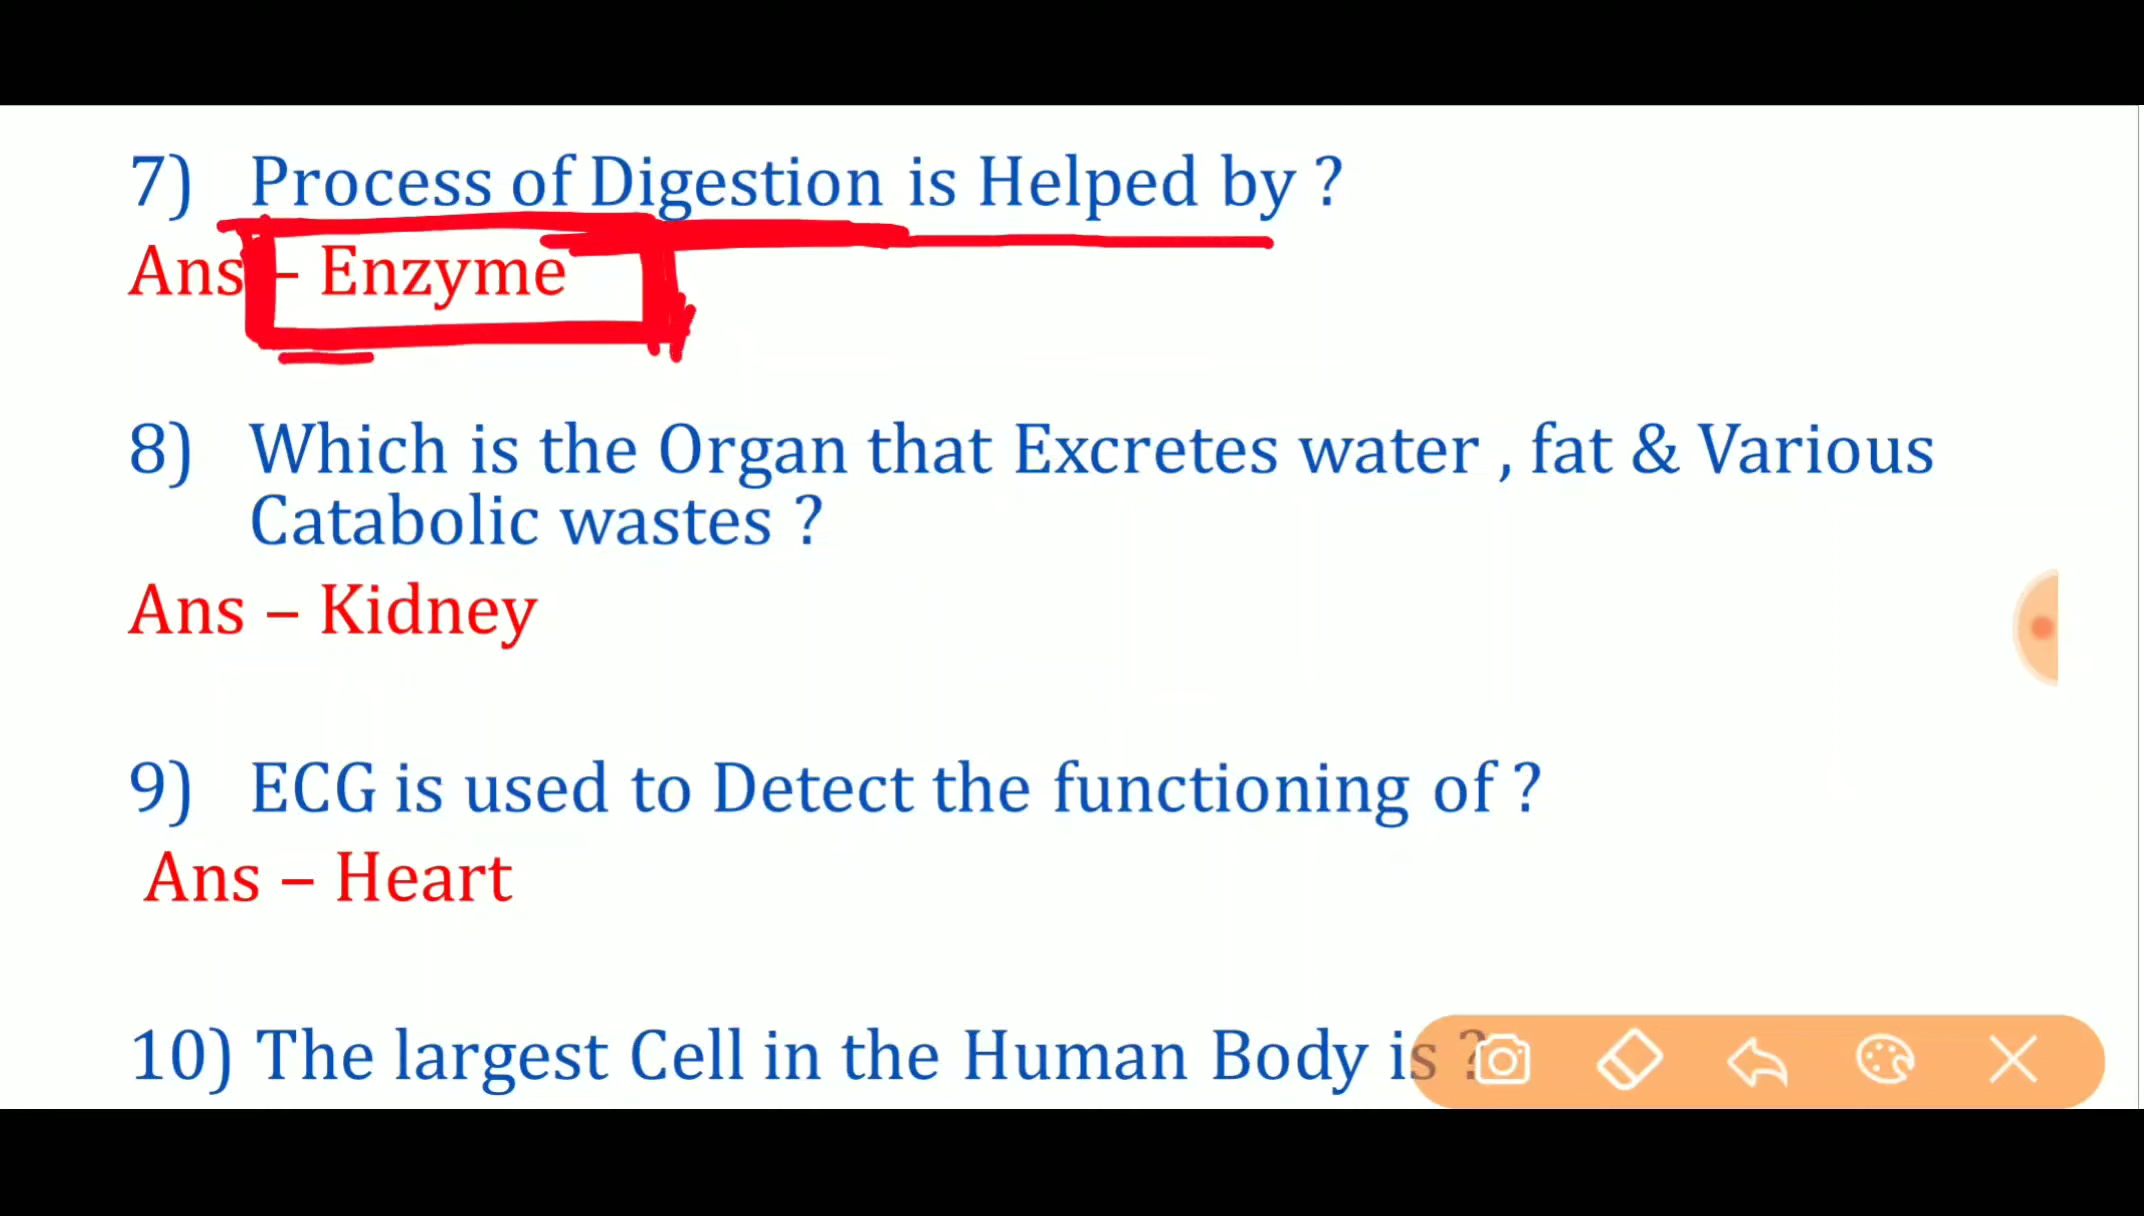 7) Process of Digestion is Helped by ?
Ans – Enzyme
8) Which is the Organ that Excretes water , fat & Various
Catabolic wastes ?
Ans – Kidney
9) ECG is used to Detect the functioning of ?
Ans – Heart
10) The largest Cell in the Human Body is ?